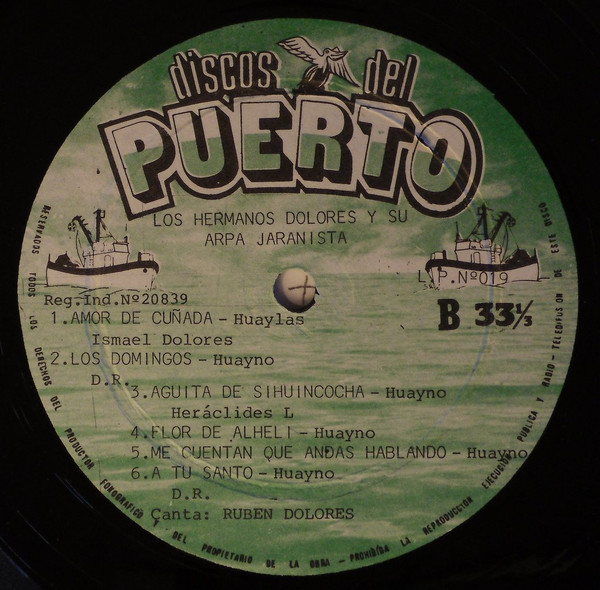 discos del
PUERTO
LOS HERMANOS DOLORES Y SU
ARPA JARANISTA
L.P.Nº019
Reg.Ind.Nº20839
B 33⅓
1.AMOR DE CUÑADA - Huaylas
Ismael Dolores
2.LOS DOMINGOS - Huayno
D.R.
3.AGUITA DE SIHUINCOCHA - Huayno
Heráclides L
4.FLOR DE ALHELI - Huayno
5.ME CUENTAN QUE ANDAS HABLANDO - Huayno
6.A TU SANTO - Huayno
D.R.
Canta: RUBEN DOLORES
RESERVADOS TODOS LOS DERECHOS DEL PRODUCTOR FONOGRAFICO Y DEL PROPIETARIO DE LA OBRA - PROHIBIDA LA REPRODUCCION EJECUCION PUBLICA Y RADIO - TELEDIFUSION DE ESTE DISCO